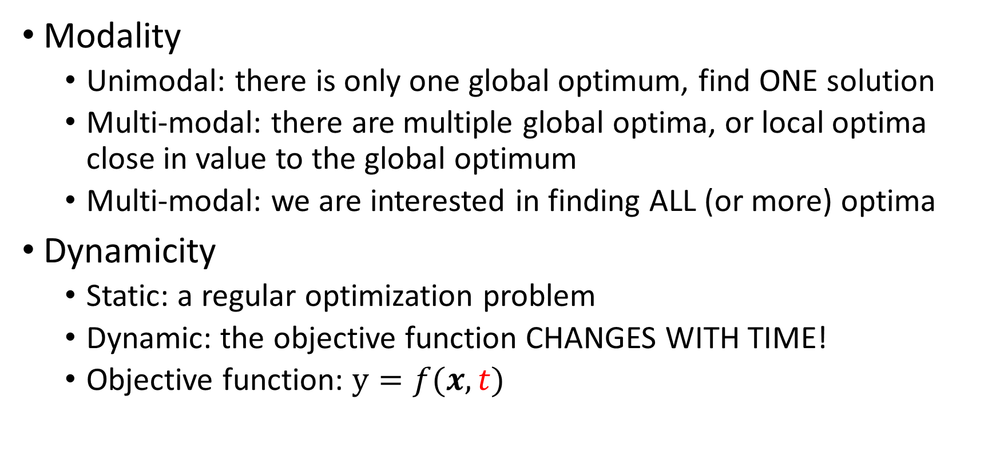 • Modality
• Unimodal: there is only one global optimum, find ONE solution
• Multi-modal: there are multiple global optima, or local optima
close in value to the global optimum
• Multi-modal: we are interested in finding ALL (or more) optima
• Dynamicity
• Static: a regular optimization problem
• Dynamic: the objective function CHANGES WITH TIME!
• Objective function: y = f(x, t)